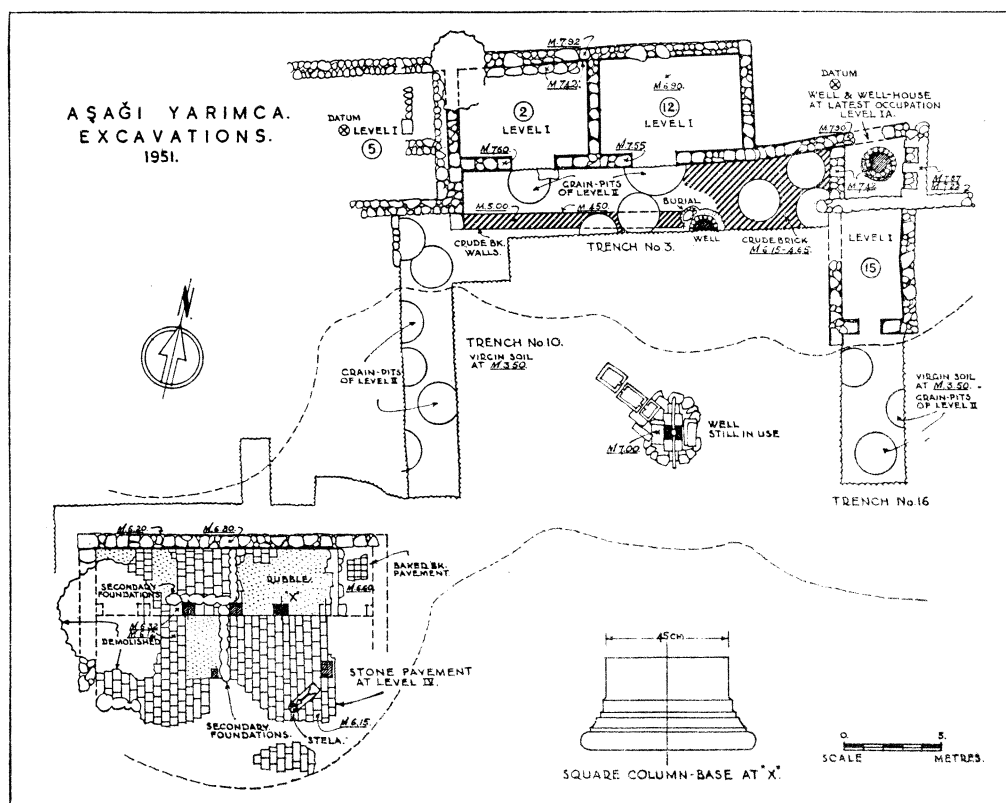 AŞAĞI YARIMCA.
EXCAVATIONS.
1951.
M.7.92
M.7.42.
②
LEVEL I
M 6.90.
⑫
LEVEL I
DATUM
LEVEL I
⑤
DATUM
WELL & WELL-HOUSE
AT LATEST OCCUPATION
LEVEL IA.
M.7.90
M.7.60
M.7.55
GRAIN-PITS
OF LEVEL II
M.5.00
M.4.50
BURIAL
CRUDE BK.
WALLS.
TRENCH No 3.
WELL
CRUDE BRICK
M 6.15-4.65.
LEVEL I
⑮
N
GRAIN-PITS
OF LEVEL II
TRENCH No 10.
VIRGIN SOIL
AT M.3.50.
WELL
STILL IN USE
M 7.00
VIRGIN SOIL
AT M.3.50.
GRAIN-PITS
OF LEVEL II
TRENCH No. 16
M.6.20
M.6.80
SECONDARY
FOUNDATIONS
RUBBLE.
"X"
BAKED BK.
PAVEMENT.
M 6.60
DEMOLISHED
STONE PAVEMENT
AT LEVEL IV.
M.6.15
SECONDARY
FOUNDATIONS.
STELA.
45CM
SQUARE COLUMN-BASE AT "X".
0. 5.
SCALE METRES.